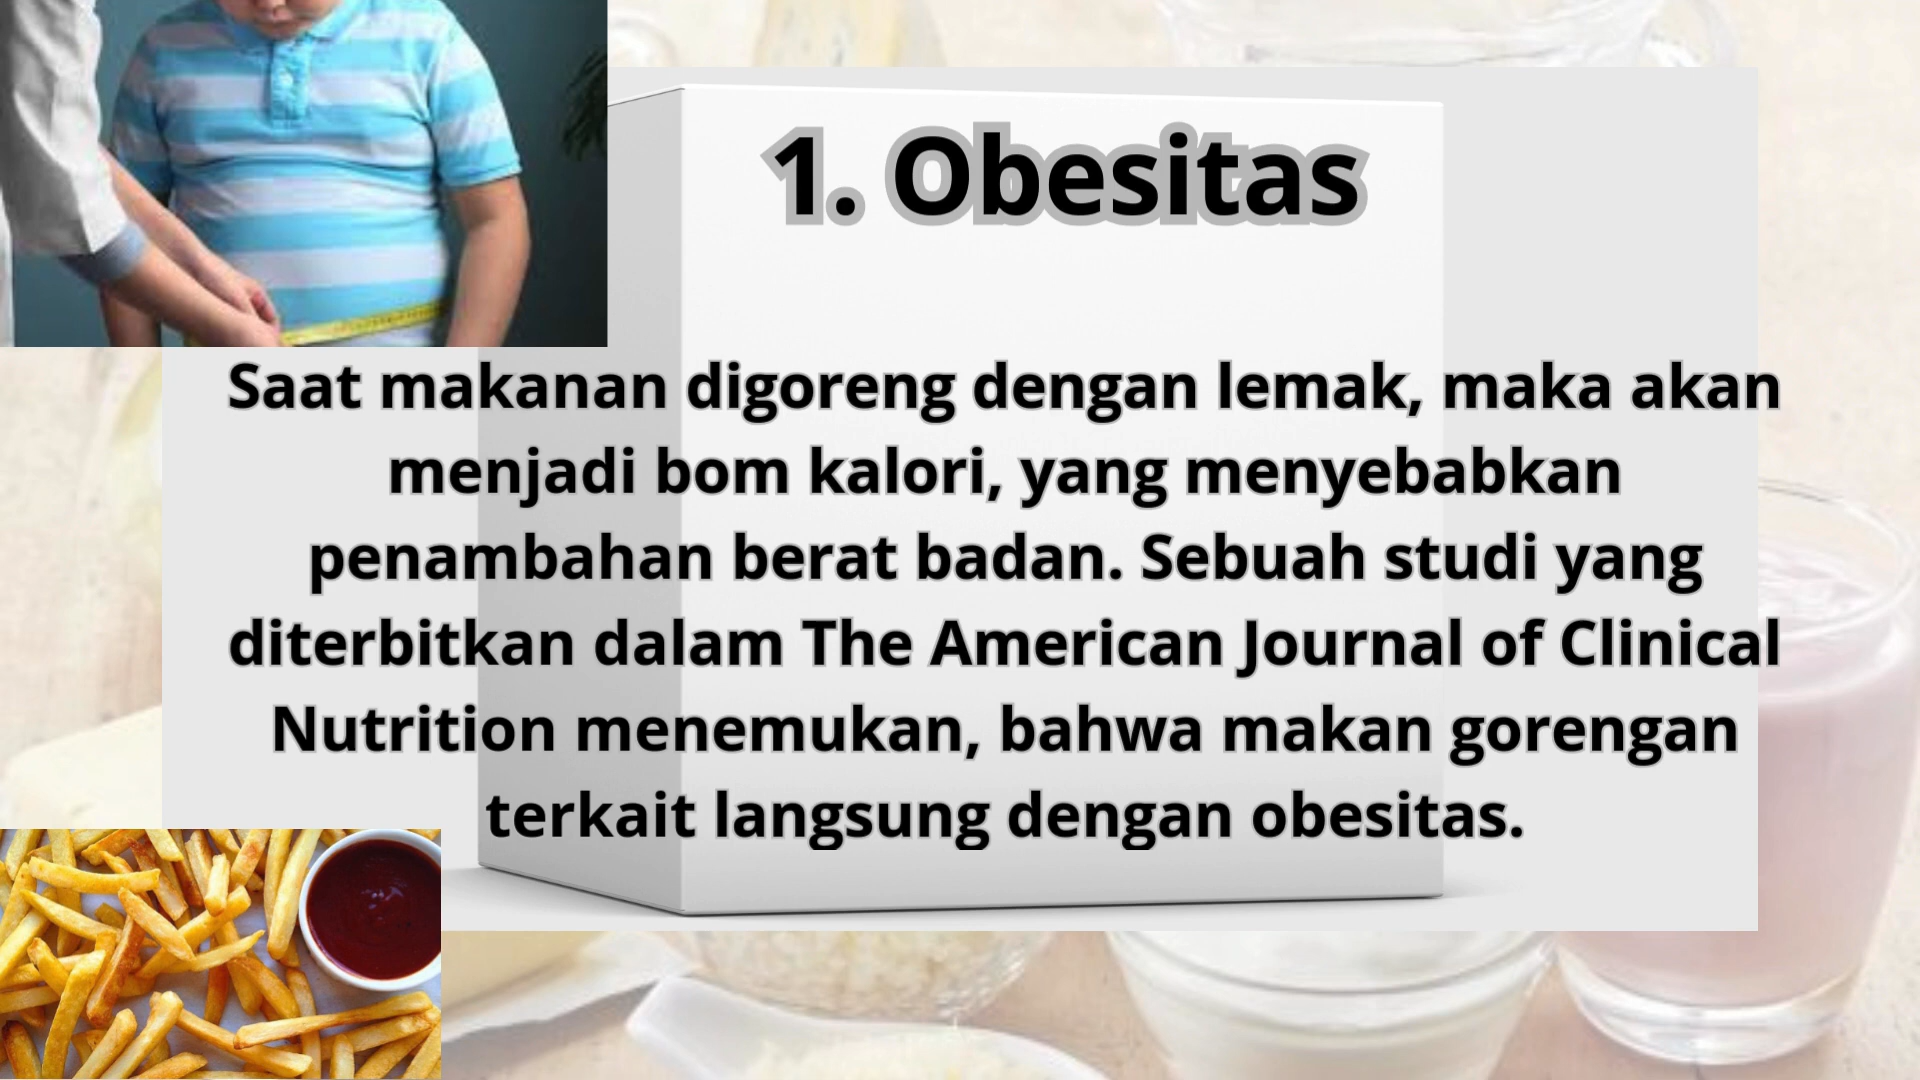 1. Obesitas
Saat makanan digoreng dengan lemak, maka akan
menjadi bom kalori, yang menyebabkan
penambahan berat badan. Sebuah studi yang
diterbitkan dalam The American Journal of Clinical
Nutrition menemukan, bahwa makan gorengan
terkait langsung dengan obesitas.